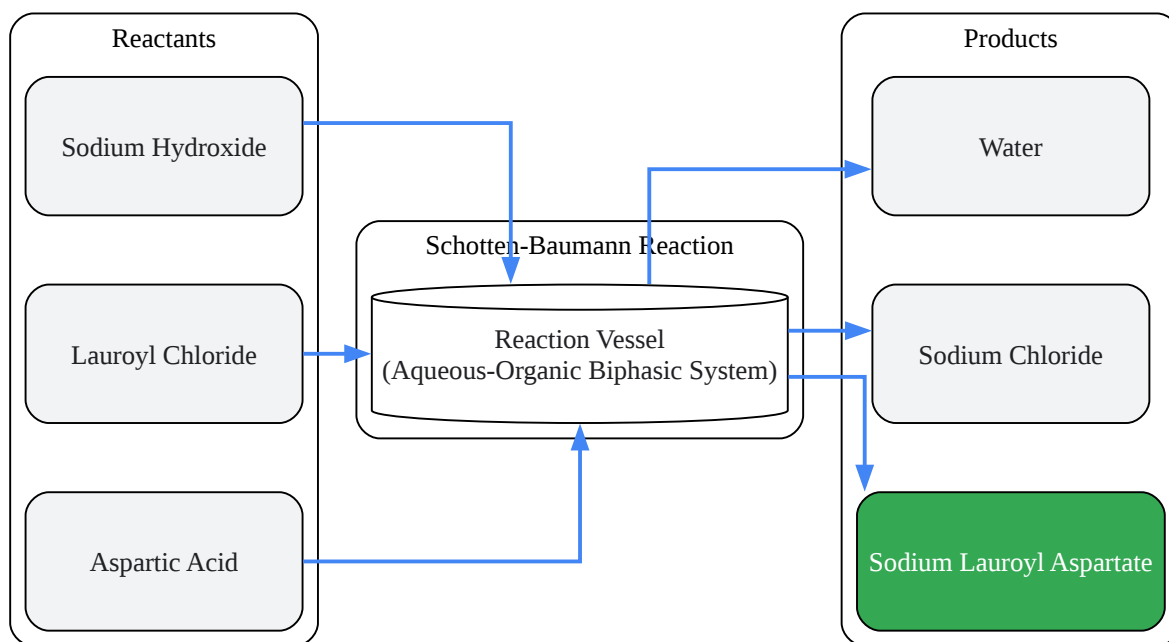 Reactants
Sodium Hydroxide
Lauroyl Chloride
Aspartic Acid
Schotten-Baumann Reaction
Reaction Vessel
(Aqueous-Organic Biphasic System)
Products
Water
Sodium Chloride
Sodium Lauroyl Aspartate